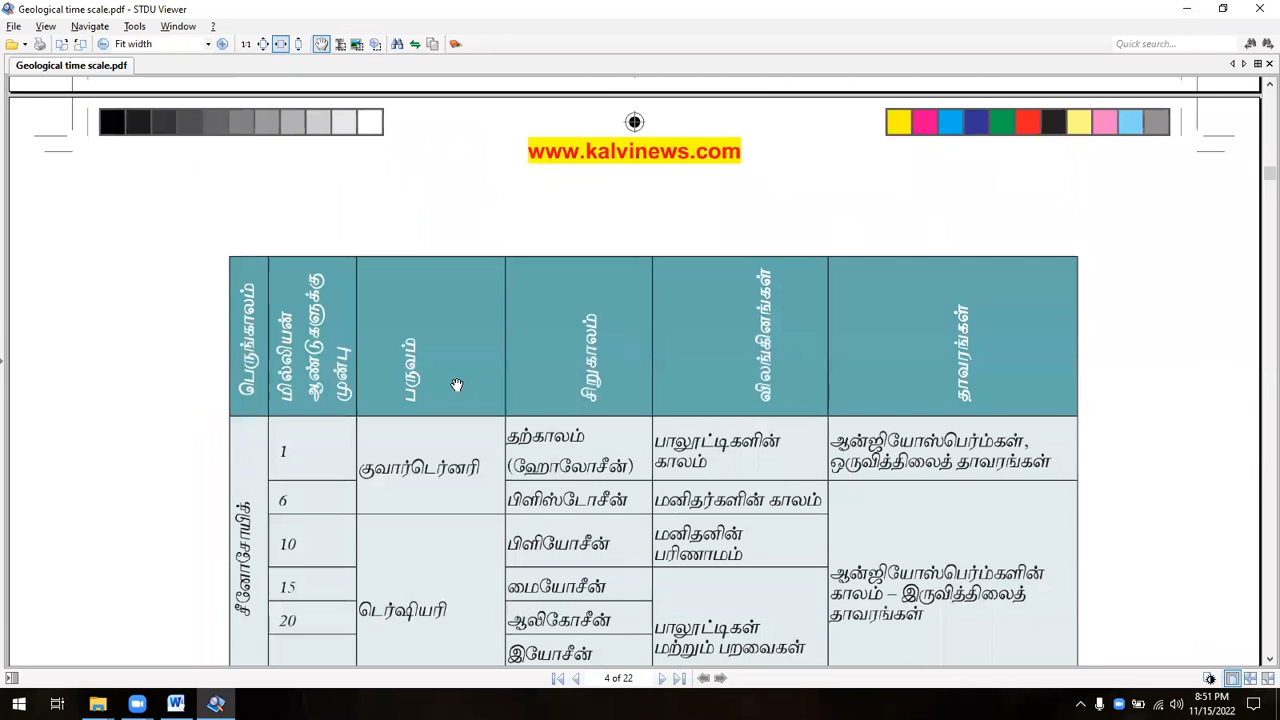 Geological time scale.pdf - STDU Viewer
File View Navigate Tools Window ?
Fit width 1:1 Quick search...
Geological time scale.pdf
www.kalvinews.com
பெருங்காலம்
மில்லியன்
ஆண்டுகளுக்கு
முன்பு
பருவம்
சிறுகாலம்
விலங்கினங்கள்
தாவரங்கள்
சீனோசோயிக்
1
குவார்டெர்னரி
தற்காலம்
(ஹோலோசீன்)
பாலூட்டிகளின்
காலம்
ஆன்ஜியோஸ்பெர்ம்கள்,
ஒருவித்திலைத் தாவரங்கள்
6
பிளிஸ்டோசீன்
மனிதர்களின் காலம்
10
டெர்ஷியரி
பிளியோசீன்
மனிதனின்
பரிணாமம்
ஆன்ஜியோஸ்பெர்ம்களின்
காலம் – இருவித்திலைத்
தாவரங்கள்
15
மையோசீன்
20
ஆலிகோசீன்
பாலூட்டிகள்
மற்றும் பறவைகள்
இயோசீன்
4 of 22
8:51 PM
11/15/2022